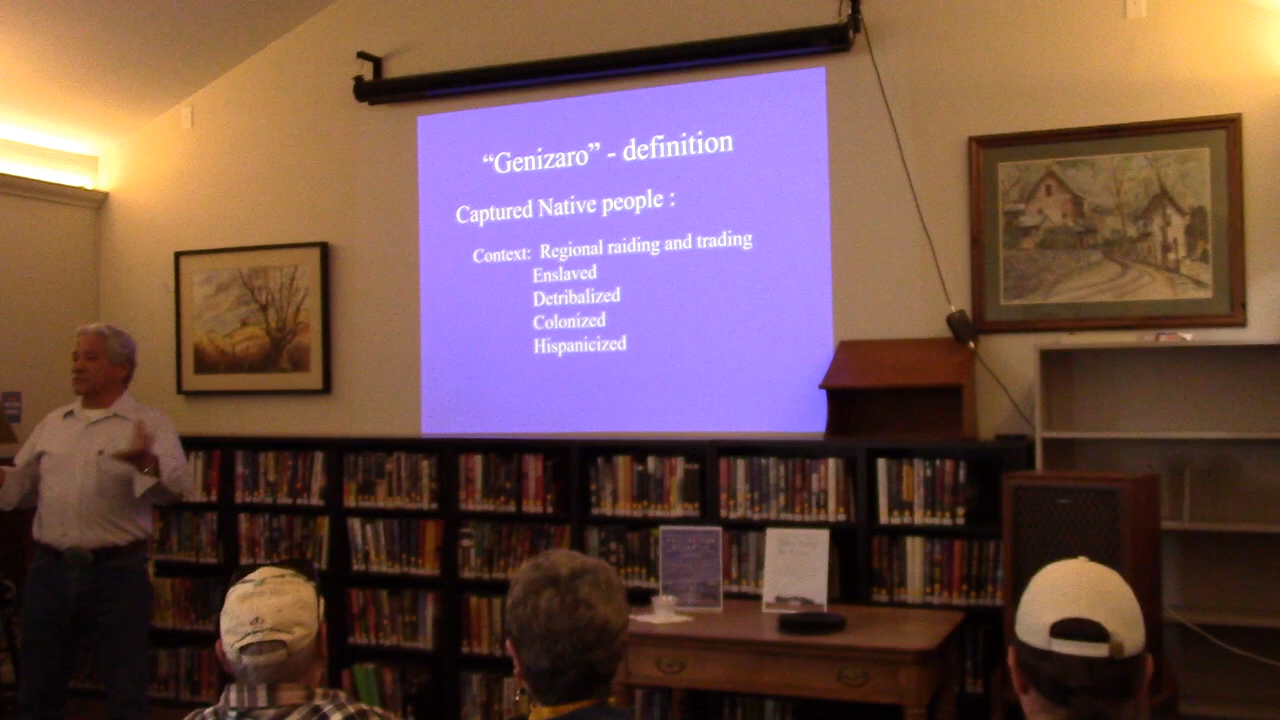 “Genizaro” - definition
Captured Native people :
Context: Regional raiding and trading
Enslaved
Detribalized
Colonized
Hispanicized